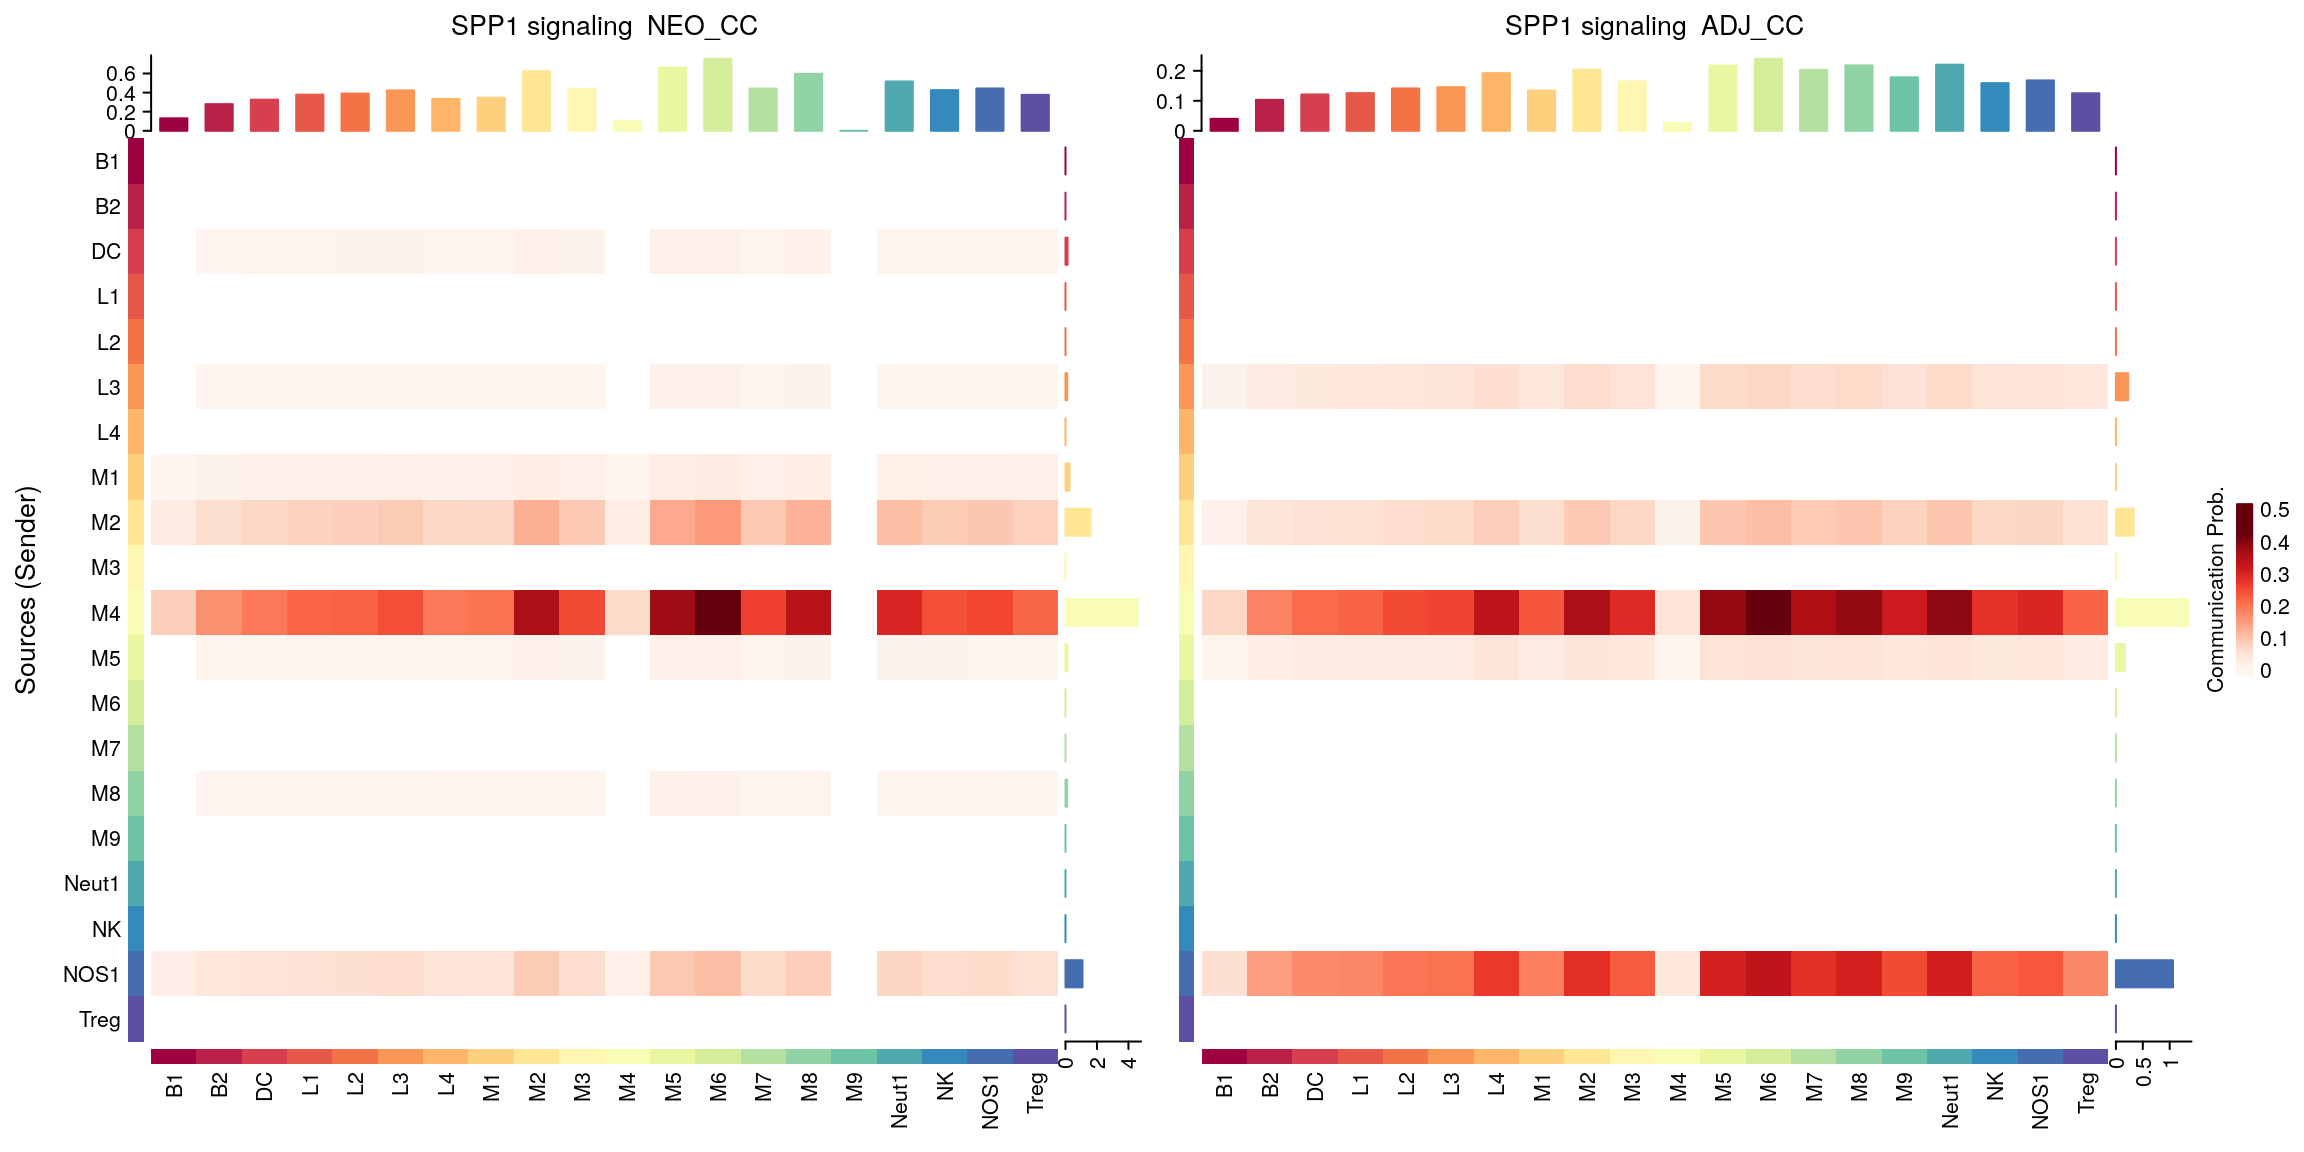 SPP1 signaling  NEO_CC
0.6
0.4
0.2
0
Sources (Sender)
B1
B2
DC
L1
L2
L3
L4
M1
M2
M3
M4
M5
M6
M7
M8
M9
Neut1
NK
NOS1
Treg
0 2 4
B1 B2 DC L1 L2 L3 L4 M1 M2 M3 M4 M5 M6 M7 M8 M9 Neut1 NK NOS1 Treg
SPP1 signaling  ADJ_CC
0.2
0.1
0
0 0.5 1
B1 B2 DC L1 L2 L3 L4 M1 M2 M3 M4 M5 M6 M7 M8 M9 Neut1 NK NOS1 Treg
Communication Prob.
0.5
0.4
0.3
0.2
0.1
0